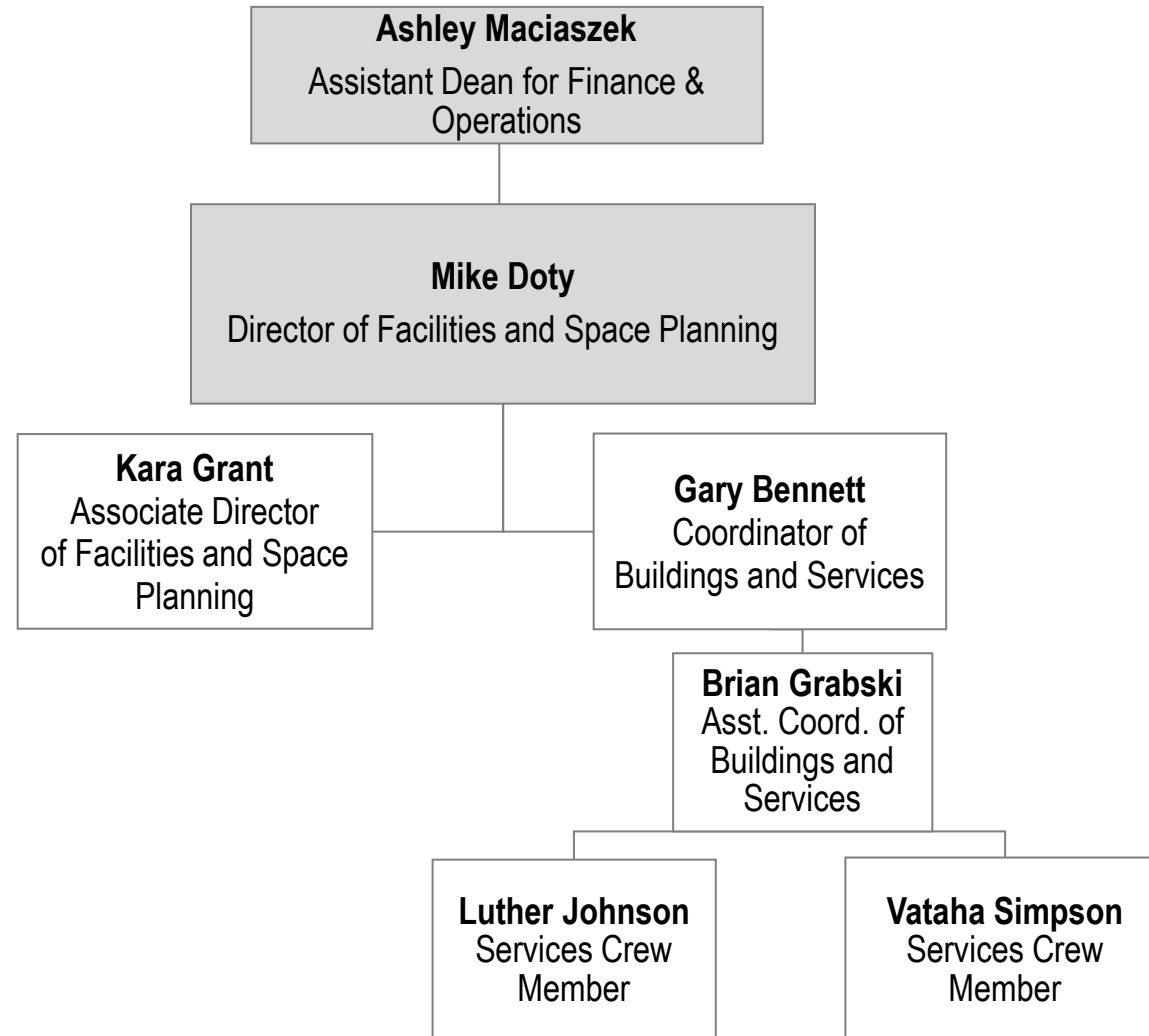 Ashley Maciaszek
Assistant Dean for Finance &
Operations
Mike Doty
Director of Facilities and Space Planning
Kara Grant
Associate Director
of Facilities and Space
Planning
Gary Bennett
Coordinator of
Buildings and Services
Brian Grabski
Asst. Coord. of
Buildings and
Services
Luther Johnson
Services Crew
Member
Vataha Simpson
Services Crew
Member